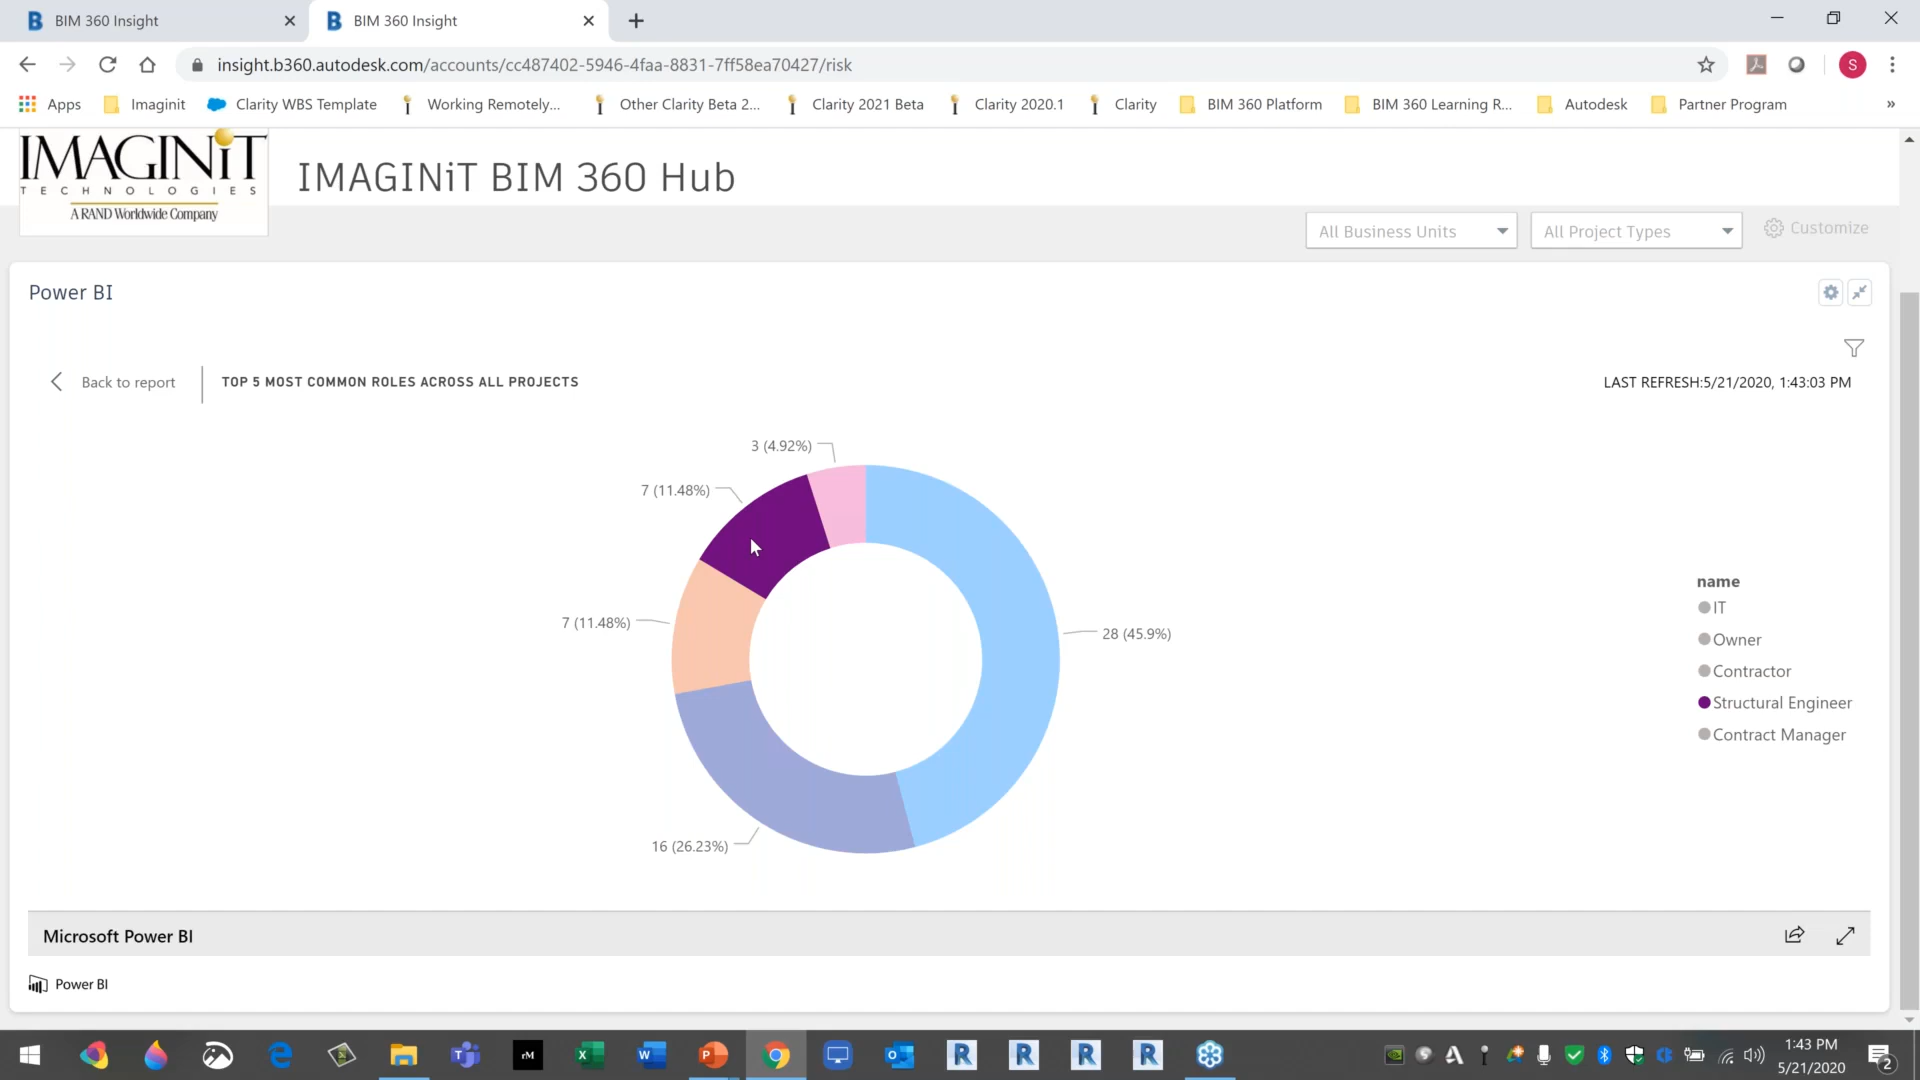 BIM 360 Insight
BIM 360 Insight
insight.b360.autodesk.com/accounts/cc487402-5946-4faa-8831-7ff58ea70427/risk
S
Apps
Imaginit
Clarity WBS Template
Working Remotely...
Other Clarity Beta 2...
Clarity 2021 Beta
Clarity 2020.1
Clarity
BIM 360 Platform
BIM 360 Learning R...
Autodesk
Partner Program
»
IMAGINiT
TECHNOLOGIES
A RAND Worldwide Company
IMAGINiT BIM 360 Hub
All Business Units
All Project Types
Customize
Power BI
Back to report
TOP 5 MOST COMMON ROLES ACROSS ALL PROJECTS
LAST REFRESH:5/21/2020, 1:43:03 PM
3 (4.92%)
7 (11.48%)
7 (11.48%)
28 (45.9%)
16 (26.23%)
name
IT
Owner
Contractor
Structural Engineer
Contract Manager
Microsoft Power BI
Power BI
1:43 PM
5/21/2020
2